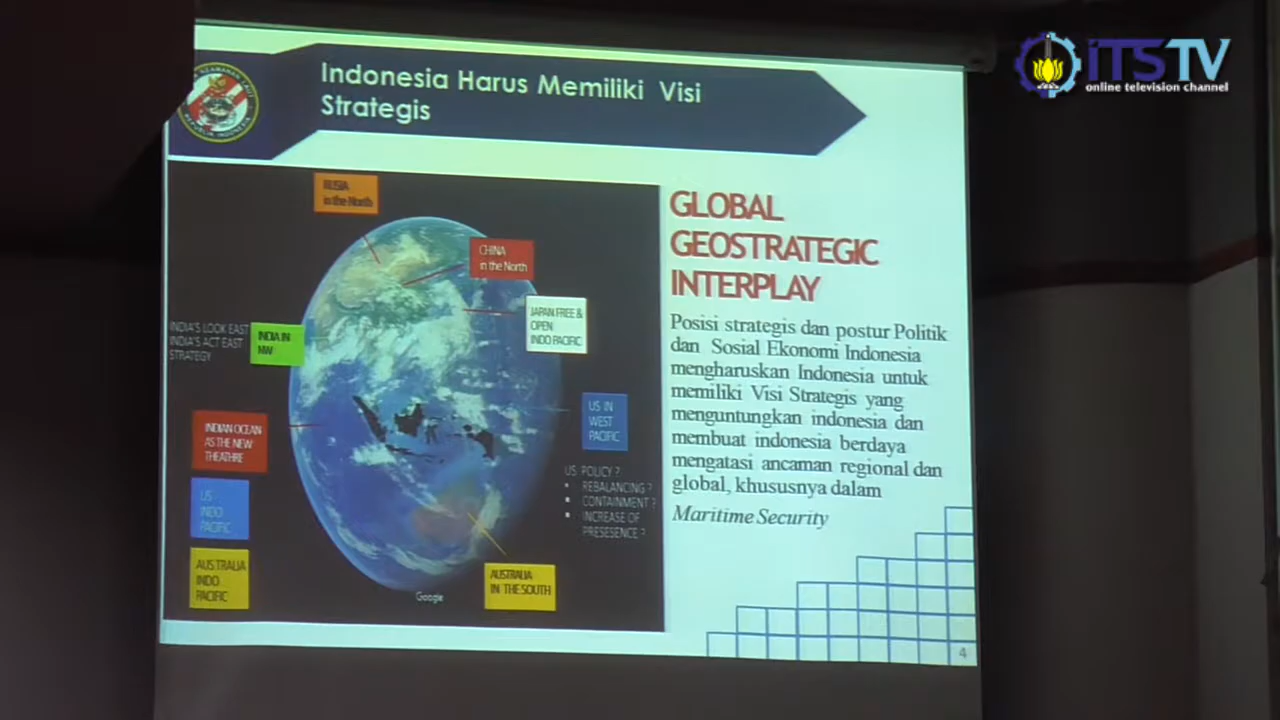 iTSTV
online television channel
Indonesia Harus Memiliki Visi
Strategis
REPUBLIK INDONESIA
RUSIA
in the North
CHINA
in the North
JAPAN FREE &
OPEN
INDO PACIFIC
INDIA'S LOOK EAST
INDIA'S ACT EAST
STRATEGY
INDIA IN
NW
US IN
WEST
PACIFIC
INDIAN OCEAN
AS THE NEW
THEATHRE
US
INDO
PACIFIC
AUSTRALIA
INDO
PACIFIC
US POLICY ?
• REBALANCING ?
• CONTAINMENT ?
• INCREASE OF
PRESESENCE ?
AUSTRALIA
IN THE SOUTH
Google
GLOBAL
GEOSTRATEGIC
INTERPLAY
Posisi strategis dan postur Politik
dan Sosial Ekonomi Indonesia
mengharuskan Indonesia untuk
memiliki Visi Strategis yang
menguntungkan indonesia dan
membuat indonesia berdaya
mengatasi ancaman regional dan
global, khususnya dalam
Maritime Security
4